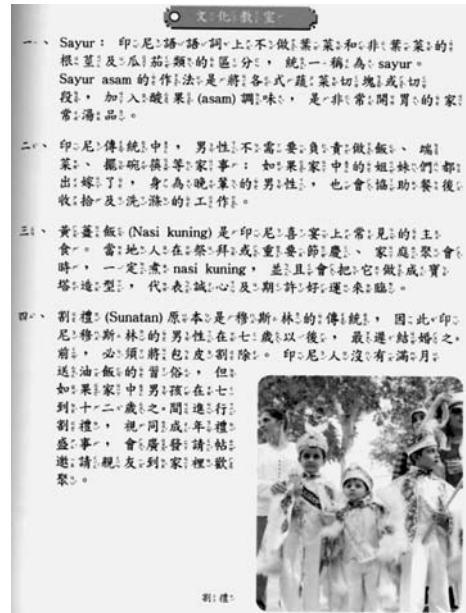 文化教室
一、Sayur：印尼語語詞上不做葉菜和非葉菜的
根莖及瓜茄類的區分，統一稱為 sayur。
Sayur asam 的作法是將各式蔬菜切塊或切
段，加入酸果 (asam) 調味，是非常開胃的家
常湯品。
二、印尼傳統中，男性不需要負責做飯、端
菜、擺碗筷等家事；如果家中的姐妹們都
出嫁了，身為晚輩的男性，也會協助餐後
收拾及洗滌的工作。
三、黃薑飯 (Nasi kuning) 是印尼喜宴上常見的主
食。當地人在祭拜或重要節慶、家庭聚會
時，一定煮 nasi kuning，並且會把它做成寶
塔造型，代表誠心及期許好運來臨。
四、割禮 (Sunatan) 原本是穆斯林的傳統，因此印
尼穆斯林的男性在七歲以後，最遲結婚之
前，必須將包皮割除。印尼人沒有滿月
送油飯的習俗，但
如果家中男孩在七
到十二歲之間進行
割禮，視同成年禮
盛事，會廣發請帖
邀請親友到家裡歡
聚。
割禮